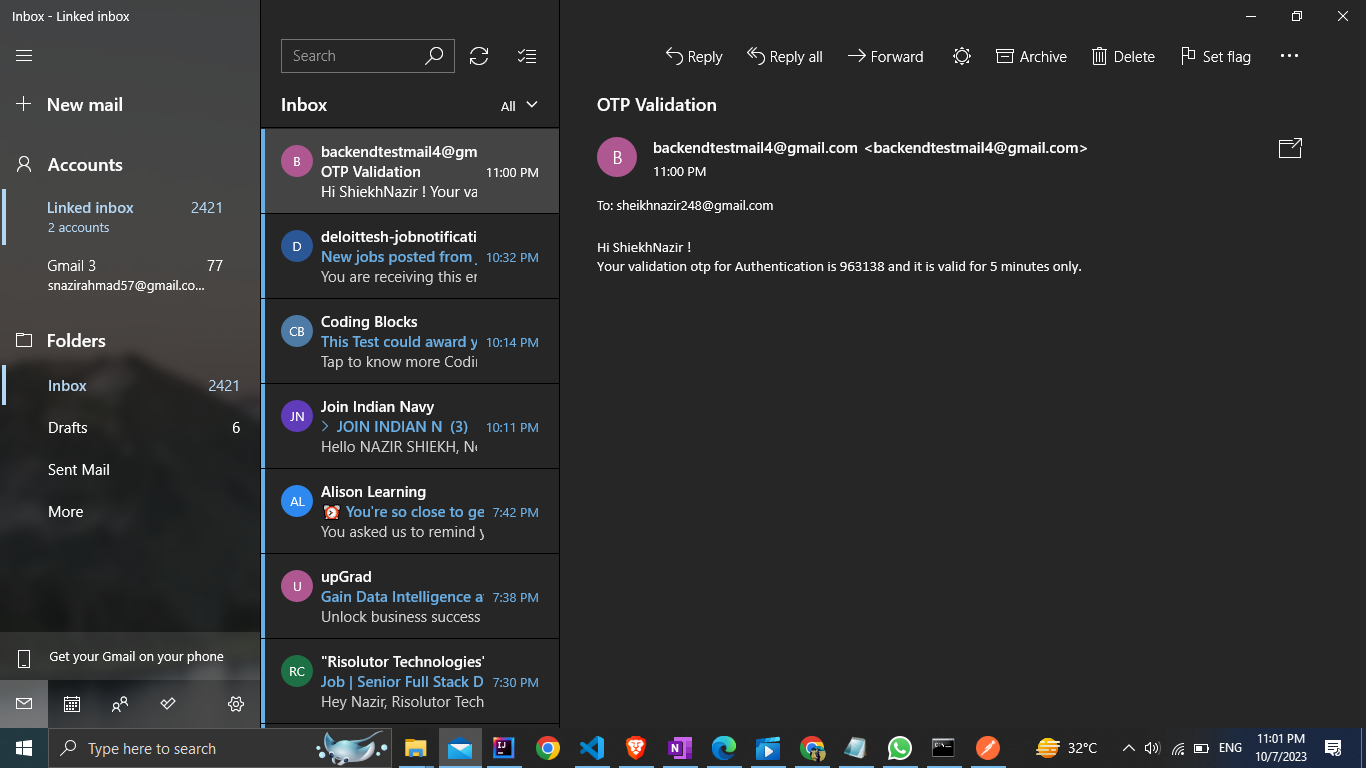 Inbox - Linked inbox
New mail
Accounts
Linked inbox 2421
2 accounts
Gmail 3 77
snazirahmad57@gmail.co...
Folders
Inbox 2421
Drafts 6
Sent Mail
More
Get your Gmail on your phone
Search
Inbox All
B
backendtestmail4@gm
OTP Validation 11:00 PM
Hi ShiekhNazir ! Your va
D
deloittesh-jobnotificati
New jobs posted from 10:32 PM
You are receiving this er
CB
Coding Blocks
This Test could award y 10:14 PM
Tap to know more Codin
JN
Join Indian Navy
> JOIN INDIAN N (3) 10:11 PM
Hello NAZIR SHIEKH, Ne
AL
Alison Learning
⏰ You're so close to ge 7:42 PM
You asked us to remind y
U
upGrad
Gain Data Intelligence a 7:38 PM
Unlock business success
RC
"Risolutor Technologies"
Job | Senior Full Stack D 7:30 PM
Hey Nazir, Risolutor Tech
Reply Reply all Forward Archive Delete Set flag ...
OTP Validation
B
backendtestmail4@gmail.com <backendtestmail4@gmail.com>
11:00 PM
To: sheikhnazir248@gmail.com
Hi ShiekhNazir !
Your validation otp for Authentication is 963138 and it is valid for 5 minutes only.
Type here to search
32°C
ENG
11:01 PM
10/7/2023